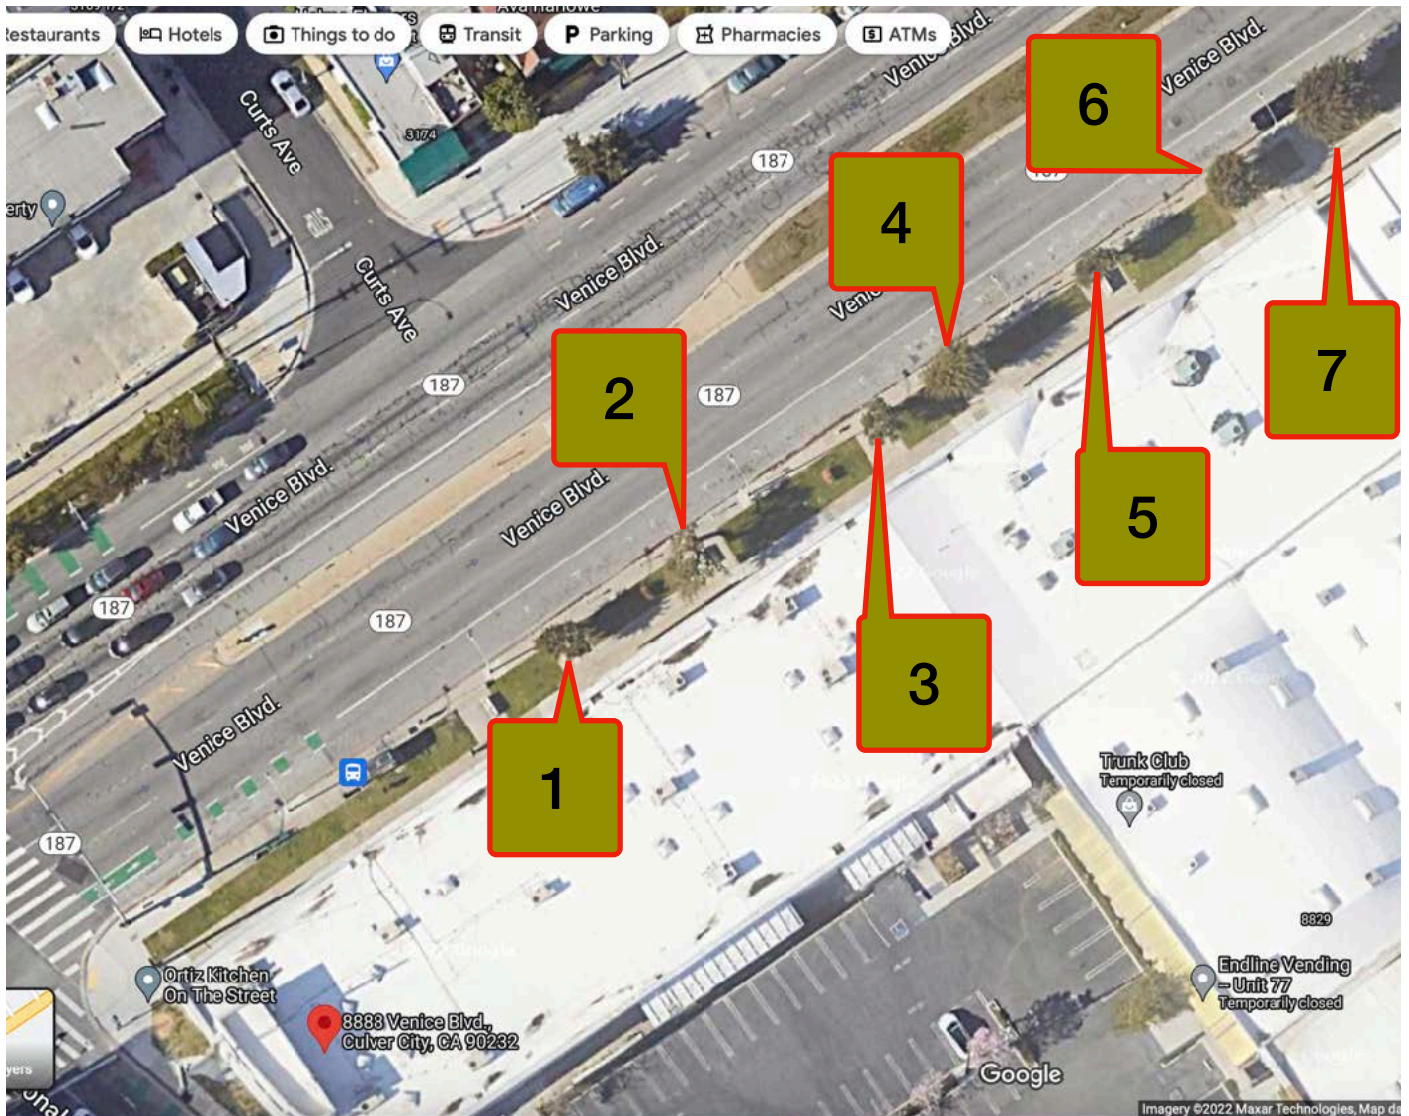 Restaurants
Hotels
Things to do
Transit
P Parking
Pharmacies
ATMs
Venice Blvd.
Venice Blvd.
6
Curts Ave
3174
187
4
erty
Venice Blvd.
Curts Ave
7
2
187
187
5
Venice Blvd.
Venice Blvd.
187
187
3
Venice Blvd.
1
Trunk Club
Temporarily closed
187
8829
Ortiz Kitchen
On The Street
Endline Vending
– Unit 77
Temporarily closed
8888 Venice Blvd.,
Culver City, CA 90232
Google
yers
Imagery ©2022 Maxar Technologies, Map da